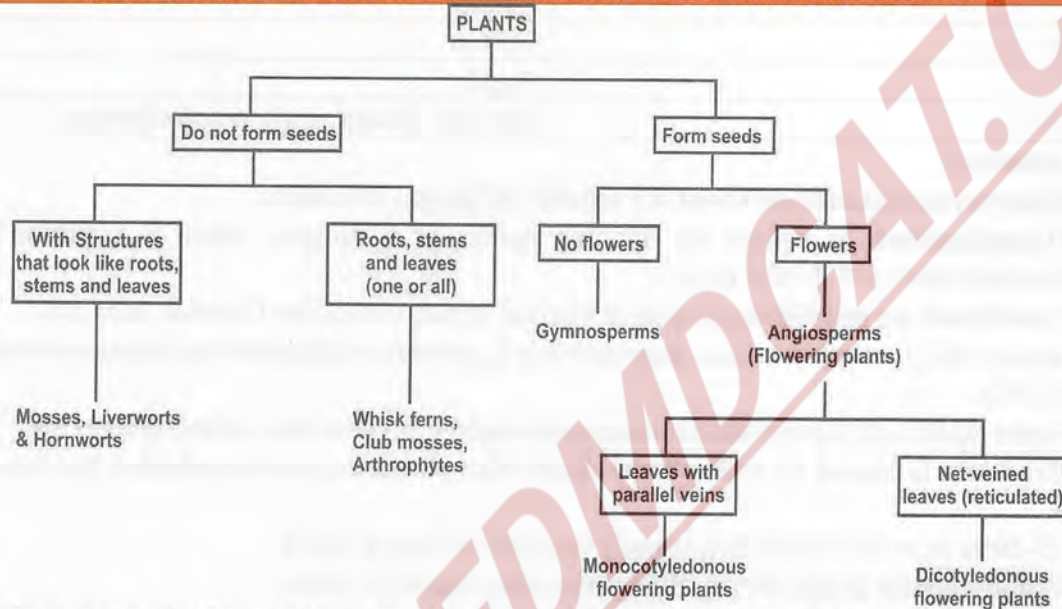 PLANTS
Do not form seeds
Form seeds
With Structures
that look like roots,
stems and leaves
Roots, stems
and leaves
(one or all)
No flowers
Flowers
Gymnosperms
Angiosperms
(Flowering plants)
Mosses, Liverworts
& Hornworts
Whisk ferns,
Club mosses,
Arthrophytes
Leaves with
parallel veins
Net-veined
leaves (reticulated)
Monocotyledonous
flowering plants
Dicotyledonous
flowering plants
EDMDCAT.C